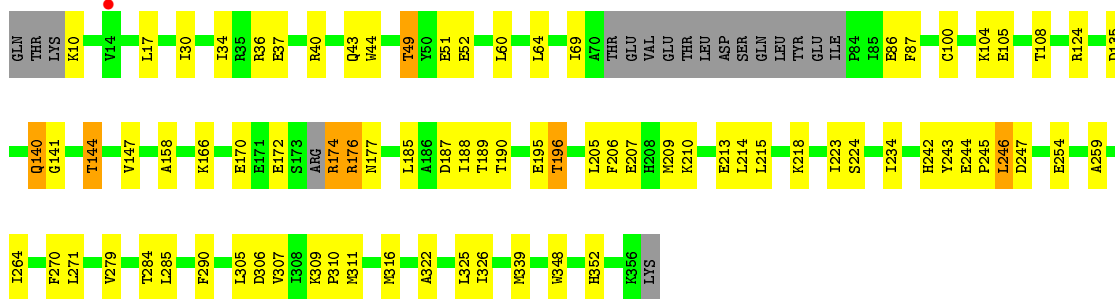 GLN THR LYS K10 V14 L17 I30 I34 R35 R36 E37 R40 Q43 W44 T49 Y50 E51 E52 L60 L64 I69 A70 THR GLU VAL GLU THR LEU ASP SER GLN LEU TYR GLU ILE P84 I85 E86 F87 C100 K104 E105 T108 R124 D135
Q140 G141 T144 V147 A158 K166 E170 E171 E172 S173 ARG R174 R176 N177 L185 A186 D187 I188 T189 T190 E195 T196 L205 F206 E207 H208 M209 K210 E213 L214 L215 K218 I223 S224 I234 H242 Y243 E244 P245 L246 D247 E254 A259
I264 F270 L271 V279 T284 L285 F290 L305 D306 V307 I308 K309 P310 M311 M316 A322 L325 I326 M339 W348 H352 K356 LYS